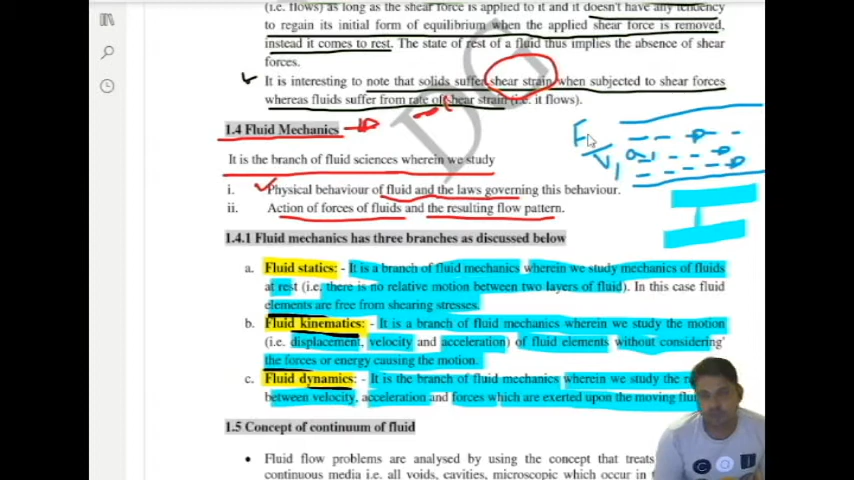 (i.e. flows) as long as the shear force is applied to it and it doesn't have any tendency
to regain its initial form of equilibrium when the applied shear force is removed,
instead it comes to rest. The state of rest of a fluid thus implies the absence of shear
forces.
It is interesting to note that solids suffer shear strain when subjected to shear forces
whereas fluids suffer from rate of shear strain (i.e. it flows).
1.4 Fluid Mechanics
It is the branch of fluid sciences wherein we study
i. Physical behaviour of fluid and the laws governing this behaviour.
ii. Action of forces of fluids and the resulting flow pattern.
F
V, a
1.4.1 Fluid mechanics has three branches as discussed below
a. Fluid statics: - It is a branch of fluid mechanics wherein we study mechanics of fluids
at rest (i.e. there is no relative motion between two layers of fluid). In this case fluid
elements are free from shearing stresses.
b. Fluid kinematics: - It is a branch of fluid mechanics wherein we study the motion
(i.e. displacement, velocity and acceleration) of fluid elements without considering
the forces or energy causing the motion.
c. Fluid dynamics: - It is the branch of fluid mechanics wherein we study the
between velocity, acceleration and forces which are exerted upon the moving
1.5 Concept of continuum of fluid
• Fluid flow problems are analysed by using the concept that treats
continuous media i.e. all voids, cavities, microscopic which occur in
DG